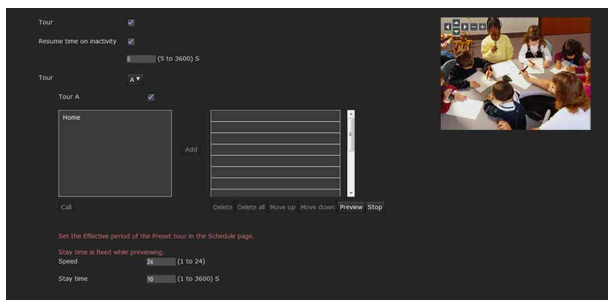 Tour
Resume time on inactivity
5 (5 to 3600) S
Tour A
Tour A
Home
Add
Call
Delete Delete all Move up Move down Preview Stop
Set the Effective period of the Preset tour in the Schedule page.
Stay time is fixed while previewing.
Speed 24 (1 to 24)
Stay time 10 (1 to 3600) S